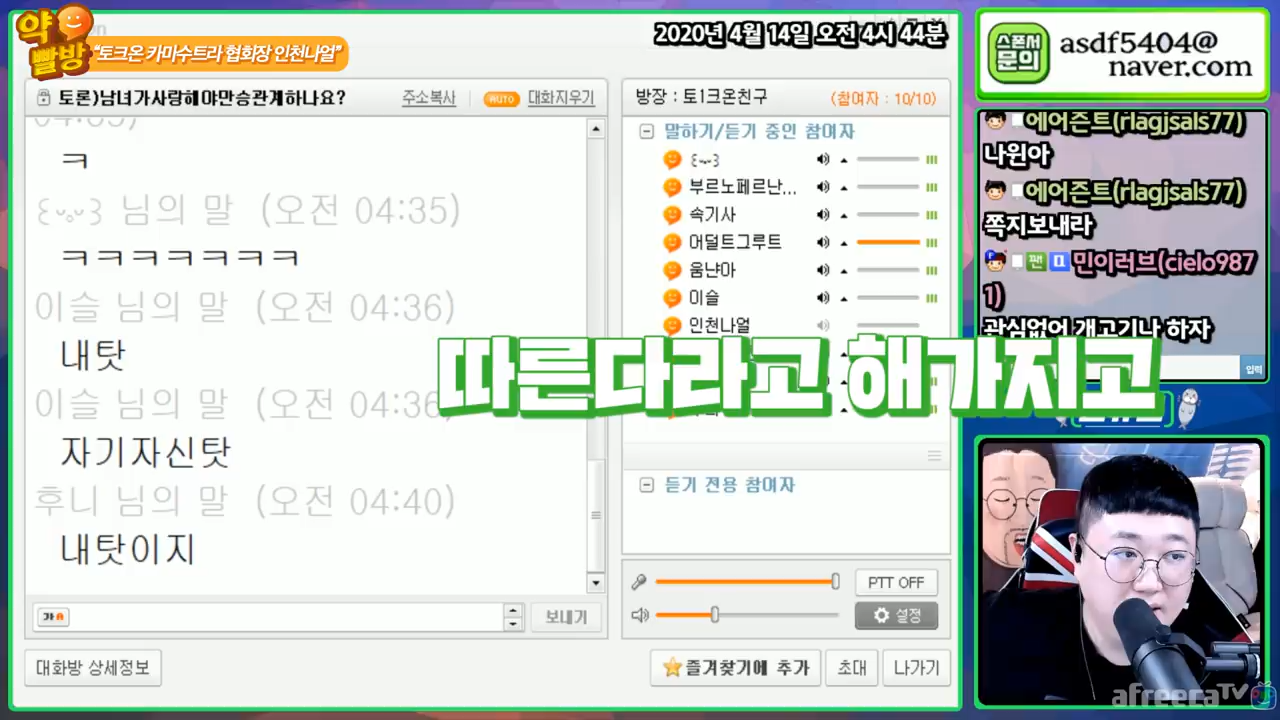 약빨방
"토크온 카마수트라 협회장 인천나얼"
2020년 4월 14일 오전 4시 44분
스폰서 문의
asdf5404@
naver.com
토론)남녀가사랑해야만승관계하나요?
주소복사
AUTO
대화지우기
ㅋ
님의 말 (오전 04:35)
ㅋㅋㅋㅋㅋㅋㅋ
이슬 님의 말 (오전 04:36)
내탓
이슬 님의 말 (오전 04:36
자기자신탓
후니 님의 말 (오전 04:40)
내탓이지
가
보내기
대화방 상세정보
방장 : 토1크온친구
(참여자 : 10/10)
말하기/듣기 중인 참여자
부르노페르난...
속기사
어덜트그루트
움냔아
이슬
인천나얼
따른다라고 해가지고
듣기 전용 참여자
PTT OFF
설정
즐겨찾기에 추가
초대
나가기
에어즌트(rlagjsals77)
나윈아
에어즌트(rlagjsals77)
쪽지보내라
팬 민이러브(cielo987
1)
관심없어 개고기나 하자
입력
afreecaTV